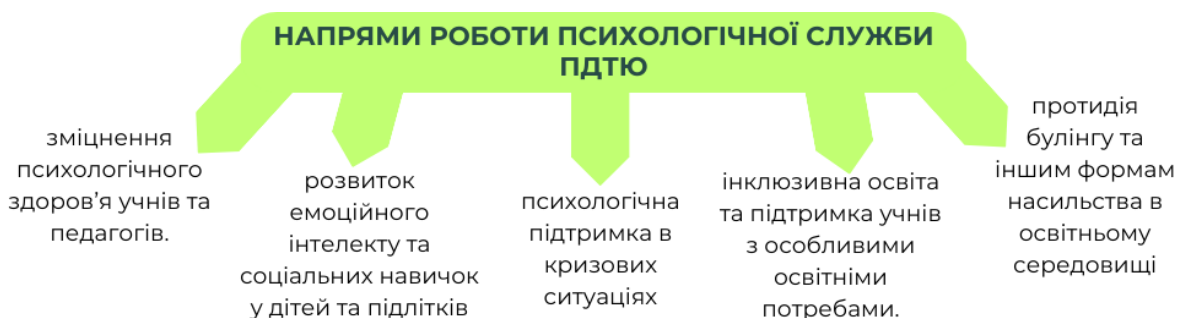 НАПРЯМИ РОБОТИ ПСИХОЛОГІЧНОЇ СЛУЖБИ
ПДТЮ
зміцнення
психологічного
здоров’я учнів та
педагогів.
розвиток
емоційного
інтелекту та
соціальних навичок
у дітей та підлітків
психологічна
підтримка в
кризових
ситуаціях
інклюзивна освіта
та підтримка учнів
з особливими
освітніми
потребами.
протидія
булінгу та
іншим формам
насильства в
освітньому
середовищі